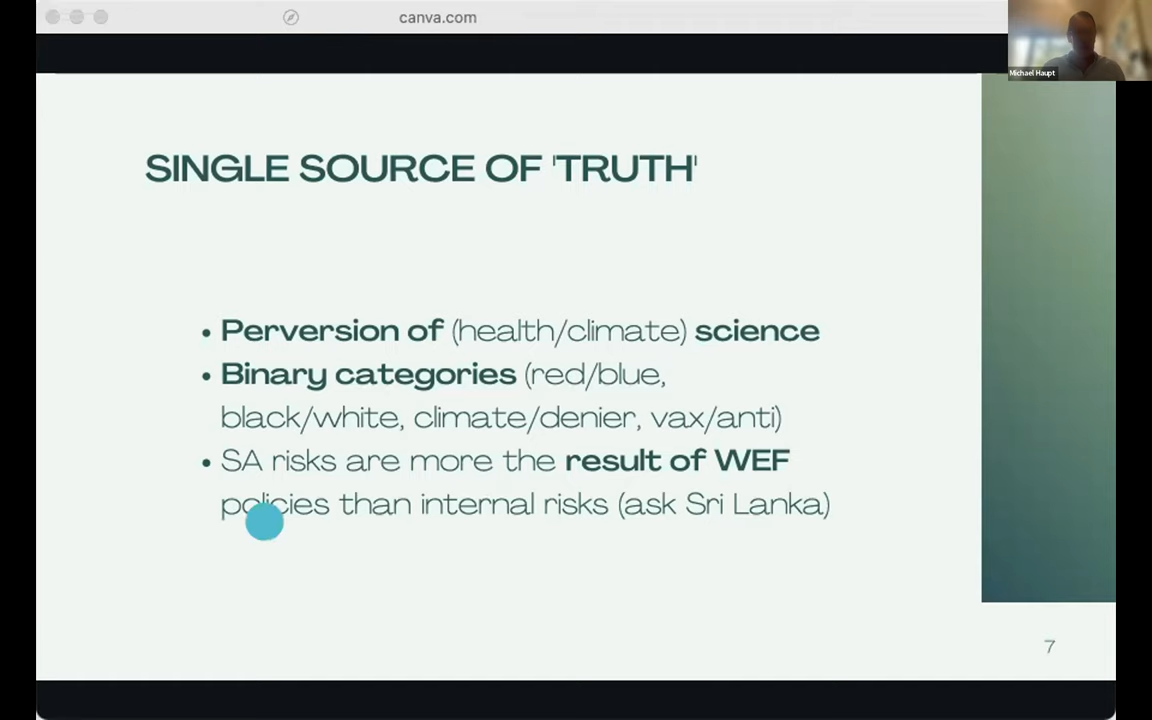 canva.com
Michael Haupt
SINGLE SOURCE OF 'TRUTH'
• Perversion of (health/climate) science
• Binary categories (red/blue,
black/white, climate/denier, vax/anti)
• SA risks are more the result of WEF
policies than internal risks (ask Sri Lanka)
7